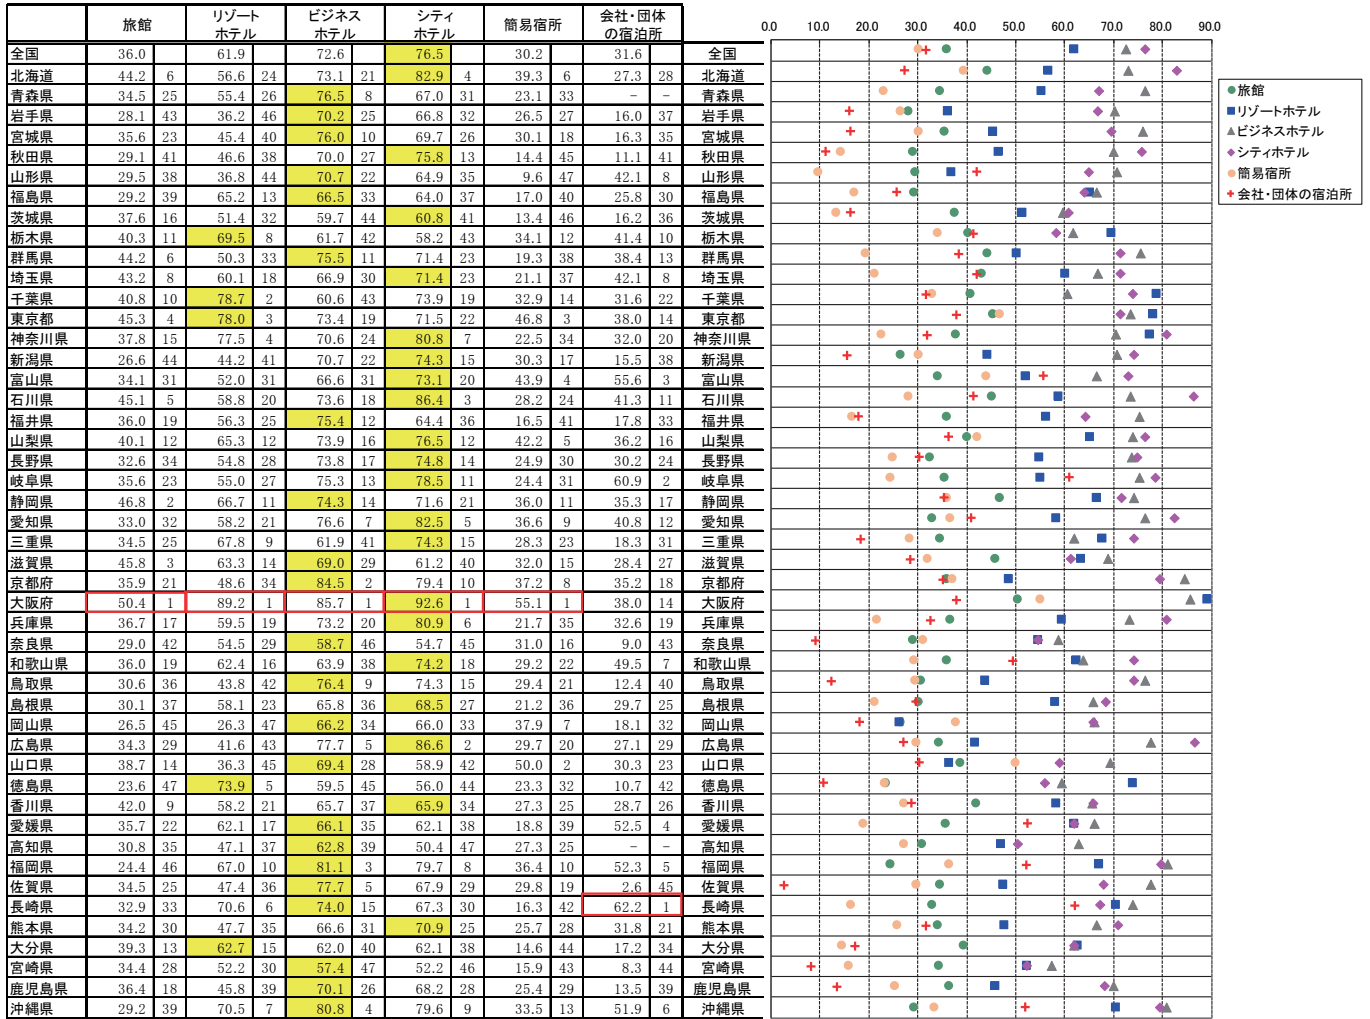 旅館 リゾートホテル ビジネスホテル シティホテル 簡易宿所 会社・団体の宿泊所 0.0 10.0 20.0 30.0 40.0 50.0 60.0 70.0 80.0 90.0
全国 36.0 61.9 72.6 76.5 30.2 31.6 全国
北海道 44.2 6 56.6 24 73.1 21 82.9 4 39.3 6 27.3 28 北海道
青森県 34.5 25 55.4 26 76.5 8 67.0 31 23.1 33 － － 青森県
岩手県 28.1 43 36.2 46 70.2 25 66.8 32 26.5 27 16.0 37 岩手県
宮城県 35.6 23 45.4 40 76.0 10 69.7 26 30.1 18 16.3 35 宮城県
秋田県 29.1 41 46.6 38 70.0 27 75.8 13 14.4 45 11.1 41 秋田県
山形県 29.5 38 36.8 44 70.7 22 64.9 35 9.6 47 42.1 8 山形県
福島県 29.2 39 65.2 13 66.5 33 64.0 37 17.0 40 25.8 30 福島県
茨城県 37.6 16 51.4 32 59.7 44 60.8 41 13.4 46 16.2 36 茨城県
栃木県 40.3 11 69.5 8 61.7 42 58.2 43 34.1 12 41.4 10 栃木県
群馬県 44.2 6 50.3 33 75.5 11 71.4 23 19.3 38 38.4 13 群馬県
埼玉県 43.2 8 60.1 18 66.9 30 71.4 23 21.1 37 42.1 8 埼玉県
千葉県 40.8 10 78.7 2 60.6 43 73.9 19 32.9 14 31.6 22 千葉県
東京都 45.3 4 78.0 3 73.4 19 71.5 22 46.8 3 38.0 14 東京都
神奈川県 37.8 15 77.5 4 70.6 24 80.8 7 22.5 34 32.0 20 神奈川県
新潟県 26.6 44 44.2 41 70.7 22 74.3 15 30.3 17 15.5 38 新潟県
富山県 34.1 31 52.0 31 66.6 31 73.1 20 43.9 4 55.6 3 富山県
石川県 45.1 5 58.8 20 73.6 18 86.4 3 28.2 24 41.3 11 石川県
福井県 36.0 19 56.3 25 75.4 12 64.4 36 16.5 41 17.8 33 福井県
山梨県 40.1 12 65.3 12 73.9 16 76.5 12 42.2 5 36.2 16 山梨県
長野県 32.6 34 54.8 28 73.8 17 74.8 14 24.9 30 30.2 24 長野県
岐阜県 35.6 23 55.0 27 75.3 13 78.5 11 24.4 31 60.9 2 岐阜県
静岡県 46.8 2 66.7 11 74.3 14 71.6 21 36.0 11 35.3 17 静岡県
愛知県 33.0 32 58.2 21 76.6 7 82.5 5 36.6 9 40.8 12 愛知県
三重県 34.5 25 67.8 9 61.9 41 74.3 15 28.3 23 18.3 31 三重県
滋賀県 45.8 3 63.3 14 69.0 29 61.2 40 32.0 15 28.4 27 滋賀県
京都府 35.9 21 48.6 34 84.5 2 79.4 10 37.2 8 35.2 18 京都府
大阪府 50.4 1 89.2 1 85.7 1 92.6 1 55.1 1 38.0 14 大阪府
兵庫県 36.7 17 59.5 19 73.2 20 80.9 6 21.7 35 32.6 19 兵庫県
奈良県 29.0 42 54.5 29 58.7 46 54.7 45 31.0 16 9.0 43 奈良県
和歌山県 36.0 19 62.4 16 63.9 38 74.2 18 29.2 22 49.5 7 和歌山県
鳥取県 30.6 36 43.8 42 76.4 9 74.3 15 29.4 21 12.4 40 鳥取県
島根県 30.1 37 58.1 23 65.8 36 68.5 27 21.2 36 29.7 25 島根県
岡山県 26.5 45 26.3 47 66.2 34 66.0 33 37.9 7 18.1 32 岡山県
広島県 34.3 29 41.6 43 77.7 5 86.6 2 29.7 20 27.1 29 広島県
山口県 38.7 14 36.3 45 69.4 28 58.9 42 50.0 2 30.3 23 山口県
徳島県 23.6 47 73.9 5 59.5 45 56.0 44 23.3 32 10.7 42 徳島県
香川県 42.0 9 58.2 21 65.7 37 65.9 34 27.3 25 28.7 26 香川県
愛媛県 35.7 22 62.1 17 66.1 35 62.1 38 18.8 39 52.5 4 愛媛県
高知県 30.8 35 47.1 37 62.8 39 50.4 47 27.3 25 － － 高知県
福岡県 24.4 46 67.0 10 81.1 3 79.7 8 36.4 10 52.3 5 福岡県
佐賀県 34.5 25 47.4 36 77.7 5 67.9 29 29.8 19 2.6 45 佐賀県
長崎県 32.9 33 70.6 6 74.0 15 67.3 30 16.3 42 62.2 1 長崎県
熊本県 34.2 30 47.7 35 66.6 31 70.9 25 25.7 28 31.8 21 熊本県
大分県 39.3 13 62.7 15 62.0 40 62.1 38 14.6 44 17.2 34 大分県
宮崎県 34.4 28 52.2 30 57.4 47 52.2 46 15.9 43 8.3 44 宮崎県
鹿児島県 36.4 18 45.8 39 70.1 26 68.2 28 25.4 29 13.5 39 鹿児島県
沖縄県 29.2 39 70.5 7 80.8 4 79.6 9 33.5 13 51.9 6 沖縄県
旅館
リゾートホテル
ビジネスホテル
シティホテル
簡易宿所
会社・団体の宿泊所